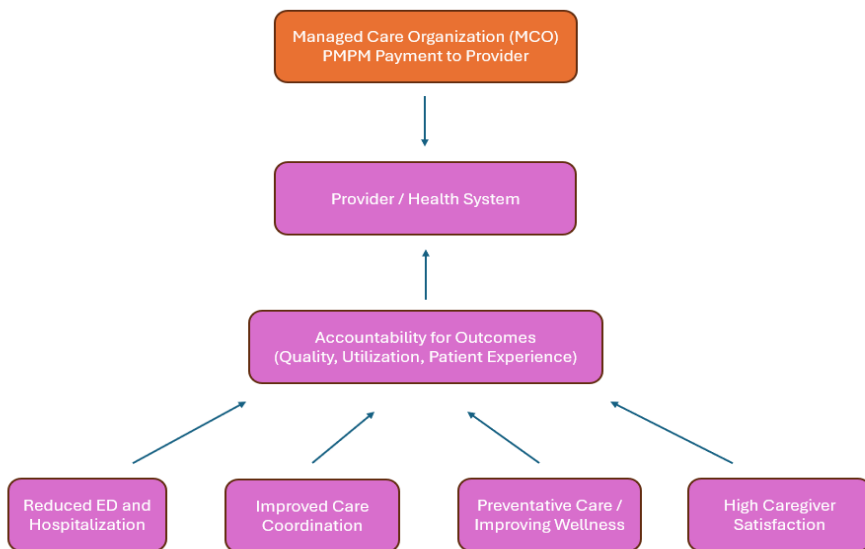 Managed Care Organization (MCO)
PMPM Payment to Provider
Provider / Health System
Accountability for Outcomes
(Quality, Utilization, Patient Experience)
Reduced ED and
Hospitalization
Improved Care
Coordination
Preventative Care /
Improving Wellness
High Caregiver
Satisfaction